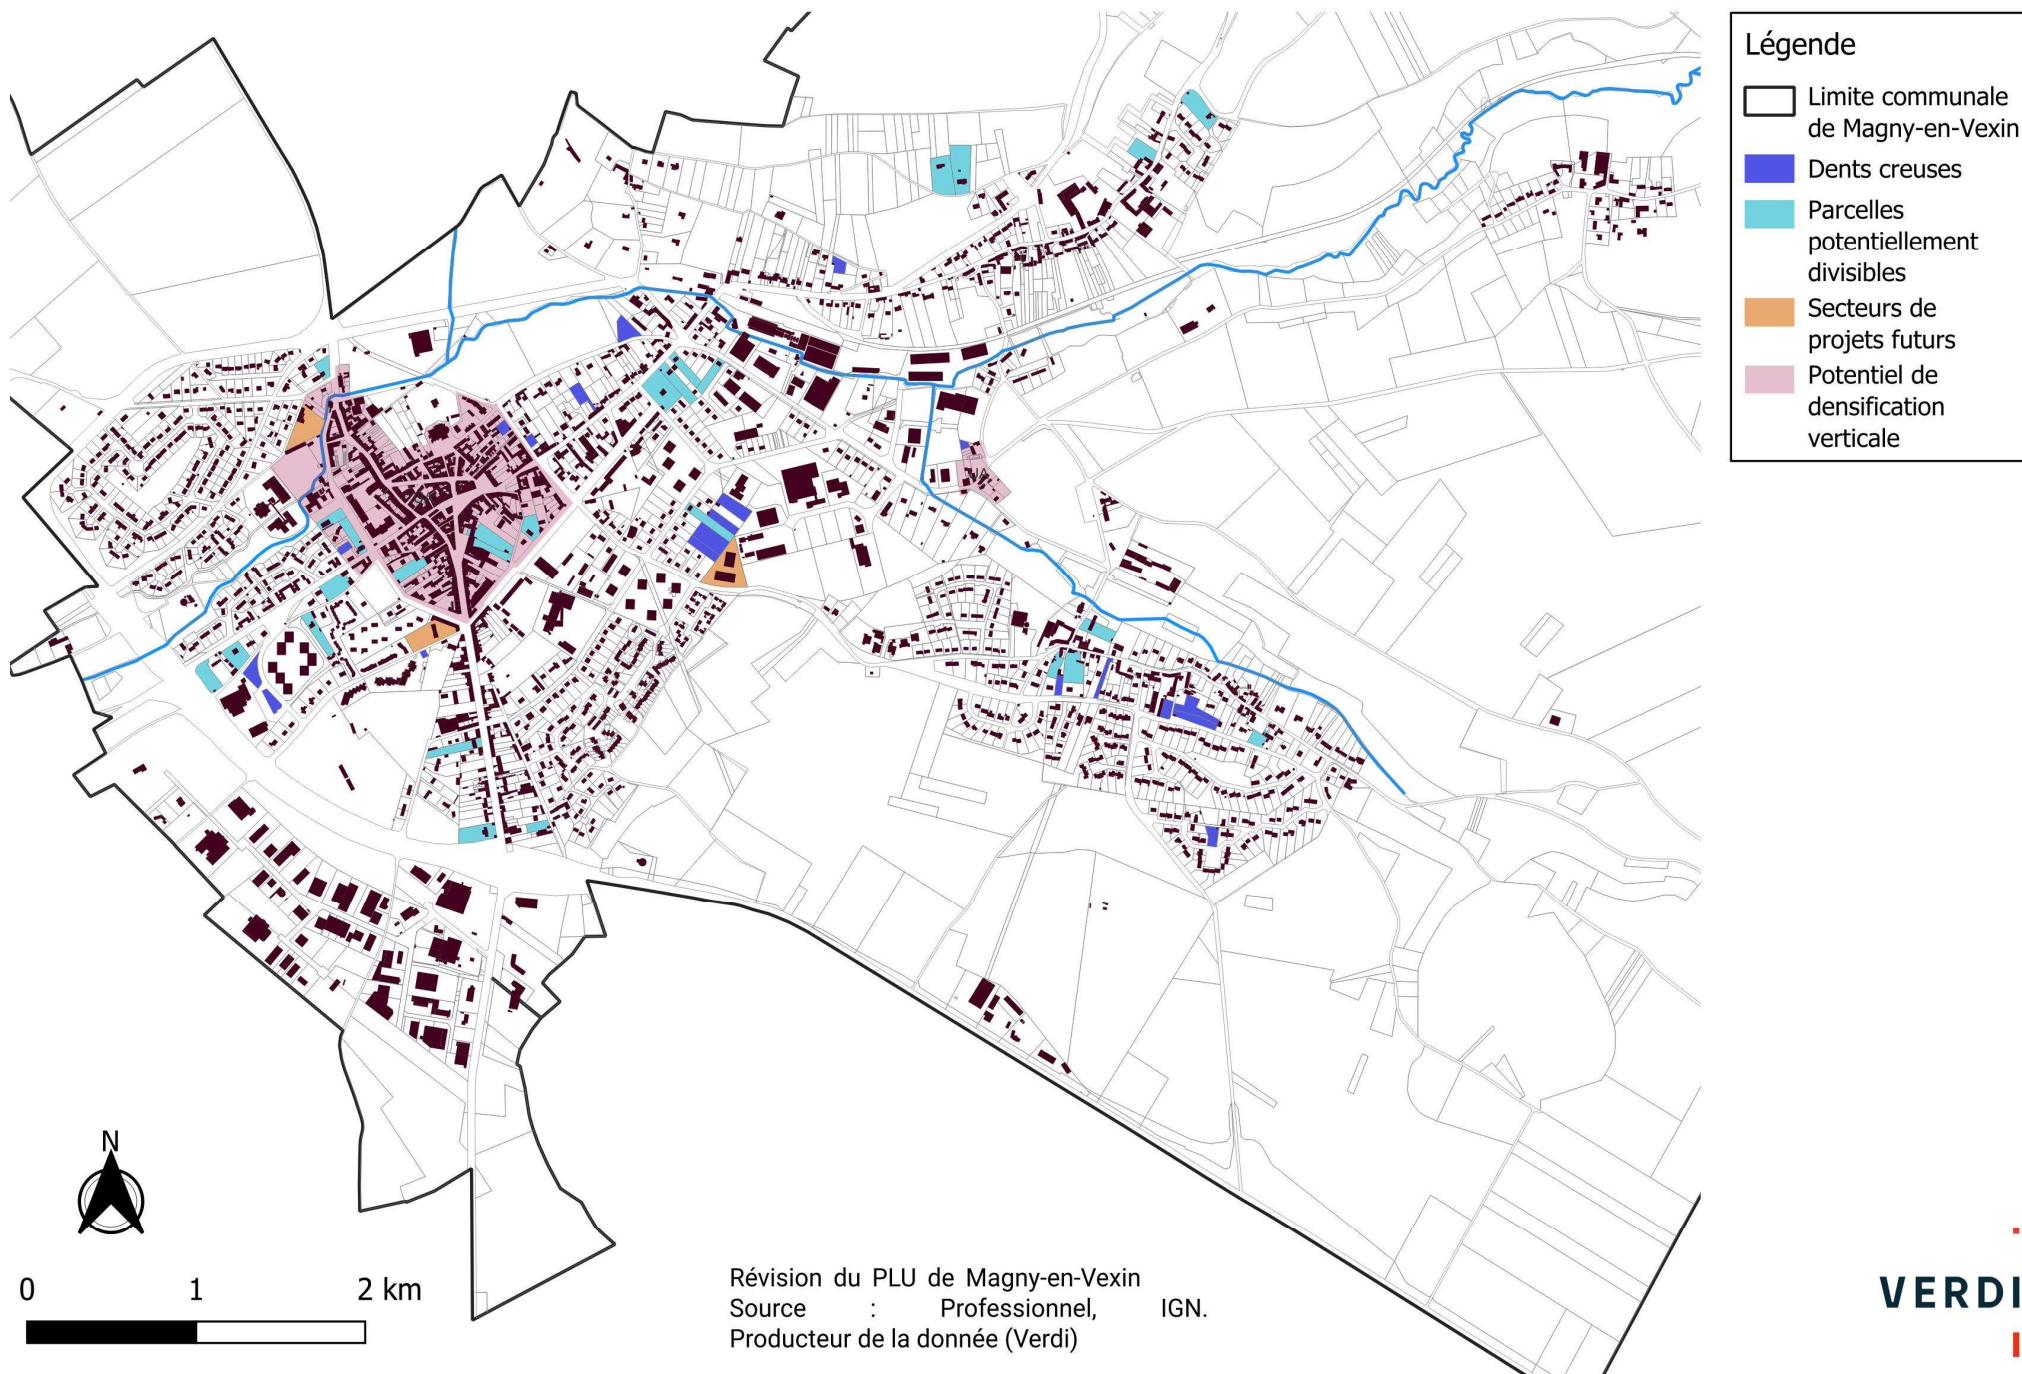 Légende
Limite communale
de Magny-en-Vexin
Dents creuses
Parcelles
potentiellement
divisibles
Secteurs de
projets futurs
Potentiel de
densification
verticale
N
0 1 2 km
Révision du PLU de Magny-en-Vexin
Source : Professionnel, IGN.
Producteur de la donnée (Verdi)
VERDI